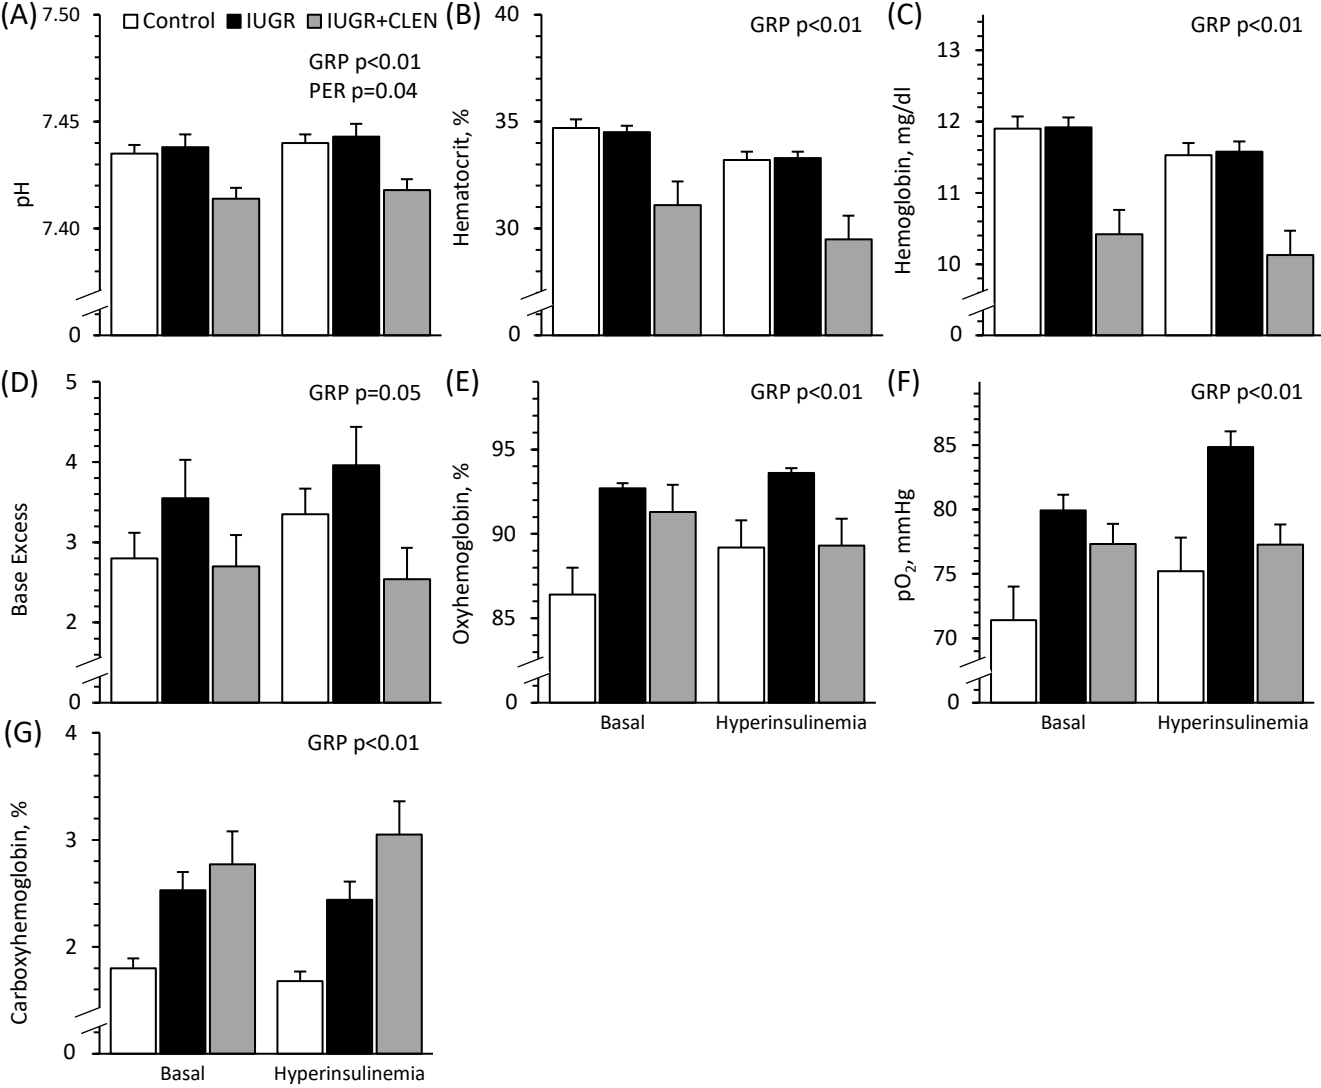 (A)
7.50
Control
IUGR
IUGR+CLEN
GRP p<0.01
PER p=0.04
7.45
7.40
0
pH
(B)
40
GRP p<0.01
35
30
0
Hematocrit, %
(C)
GRP p<0.01
13
12
11
10
0
Hemoglobin, mg/dl
(D)
5
GRP p=0.05
4
3
2
0
Base Excess
(E)
GRP p<0.01
95
90
85
0
Oxyhemoglobin, %
Basal
Hyperinsulinemia
(F)
GRP p<0.01
85
80
75
70
0
pO₂, mmHg
Basal
Hyperinsulinemia
(G)
4
GRP p<0.01
3
2
0
Carboxyhemoglobin, %
Basal
Hyperinsulinemia